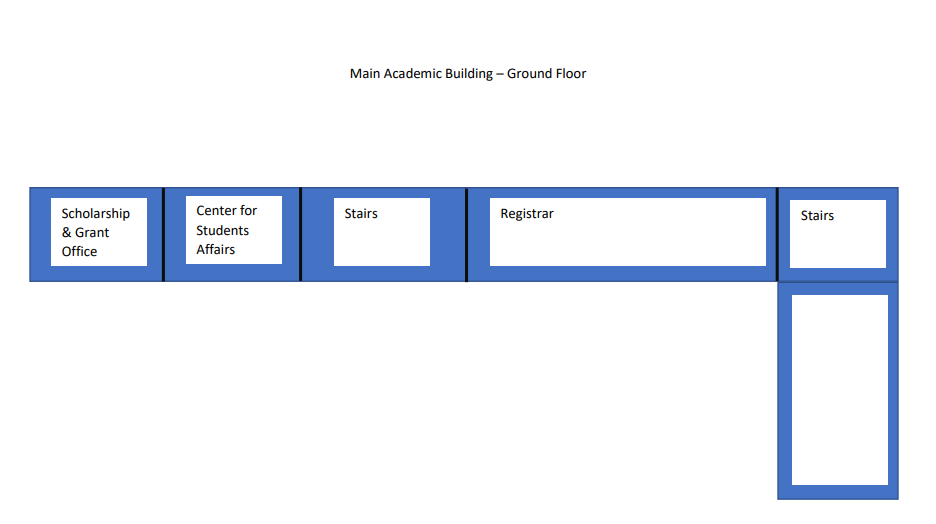 Main Academic Building – Ground Floor
Scholarship
& Grant
Office
Center for
Students
Affairs
Stairs
Registrar
Stairs